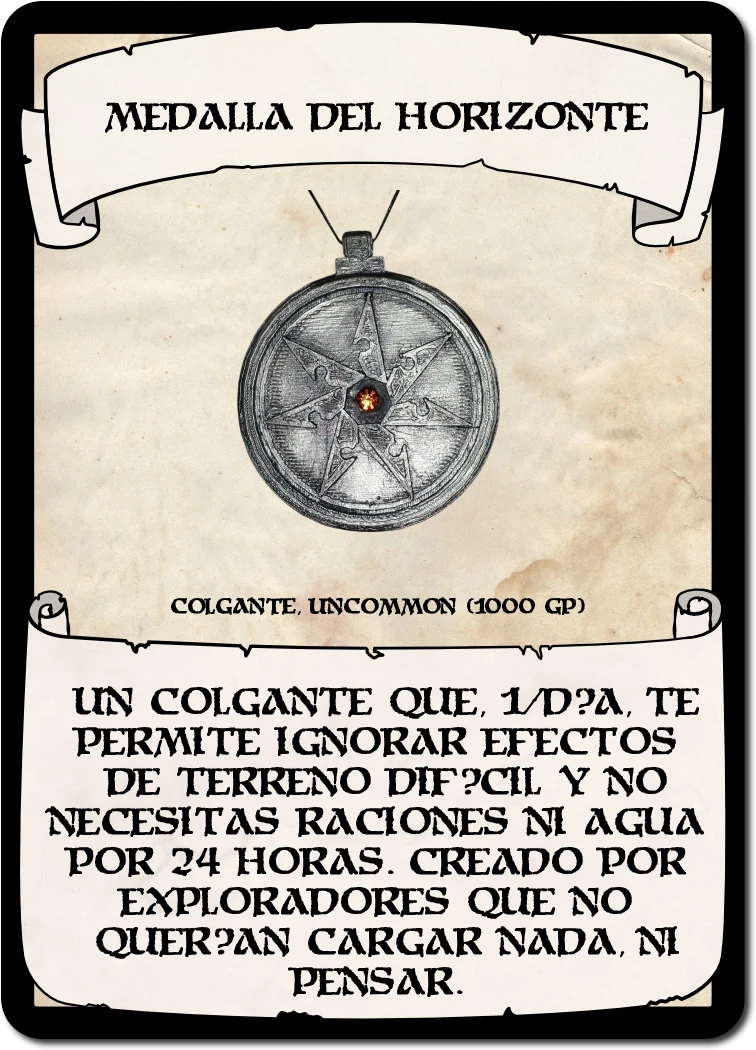 MEDALLA DEL HORIZONTE
COLGANTE, UNCOMMON (1000 GP)
UN COLGANTE QUE, 1/D?A, TE
PERMITE IGNORAR EFECTOS
DE TERRENO DIF?CIL Y NO
NECESITAS RACIONES NI AGUA
POR 24 HORAS. CREADO POR
EXPLORADORES QUE NO
QUER?AN CARGAR NADA, NI
PENSAR.